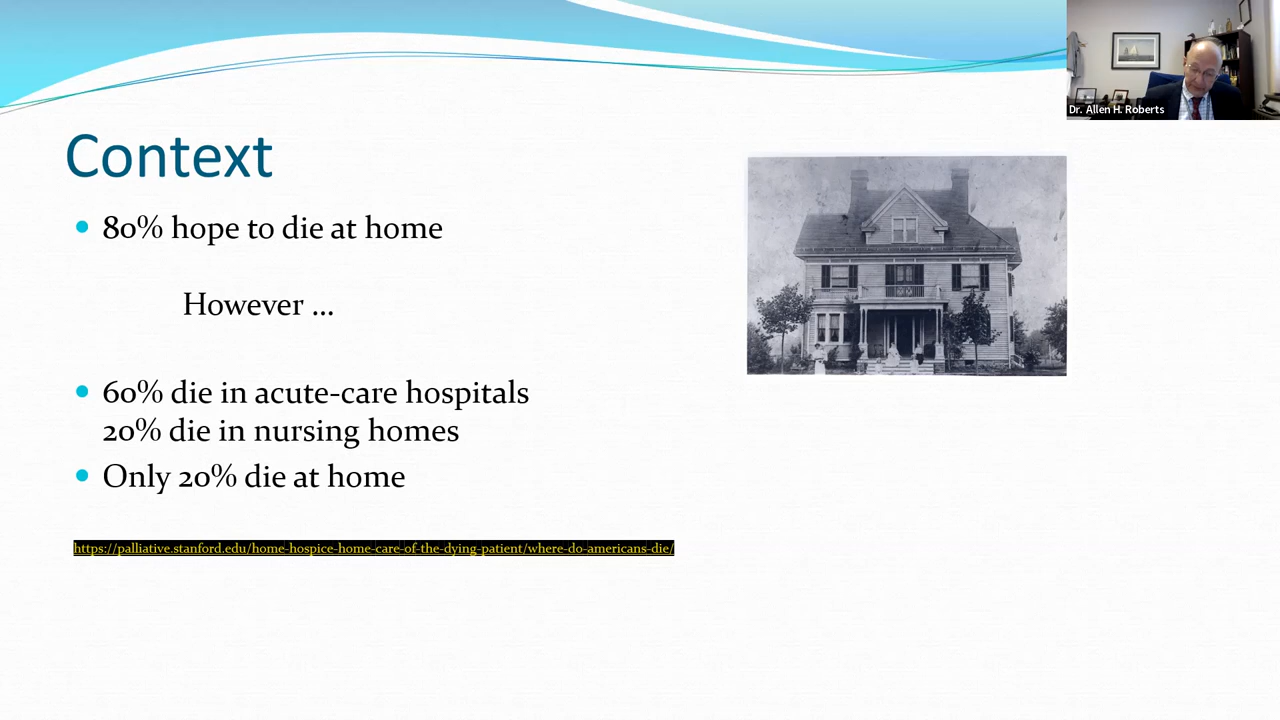 Dr. Allen H. Roberts
Context
80% hope to die at home
However ...
60% die in acute-care hospitals
20% die in nursing homes
Only 20% die at home
https://palliative.stanford.edu/home-hospice-home-care-of-the-dying-patient/where-do-americans-die/